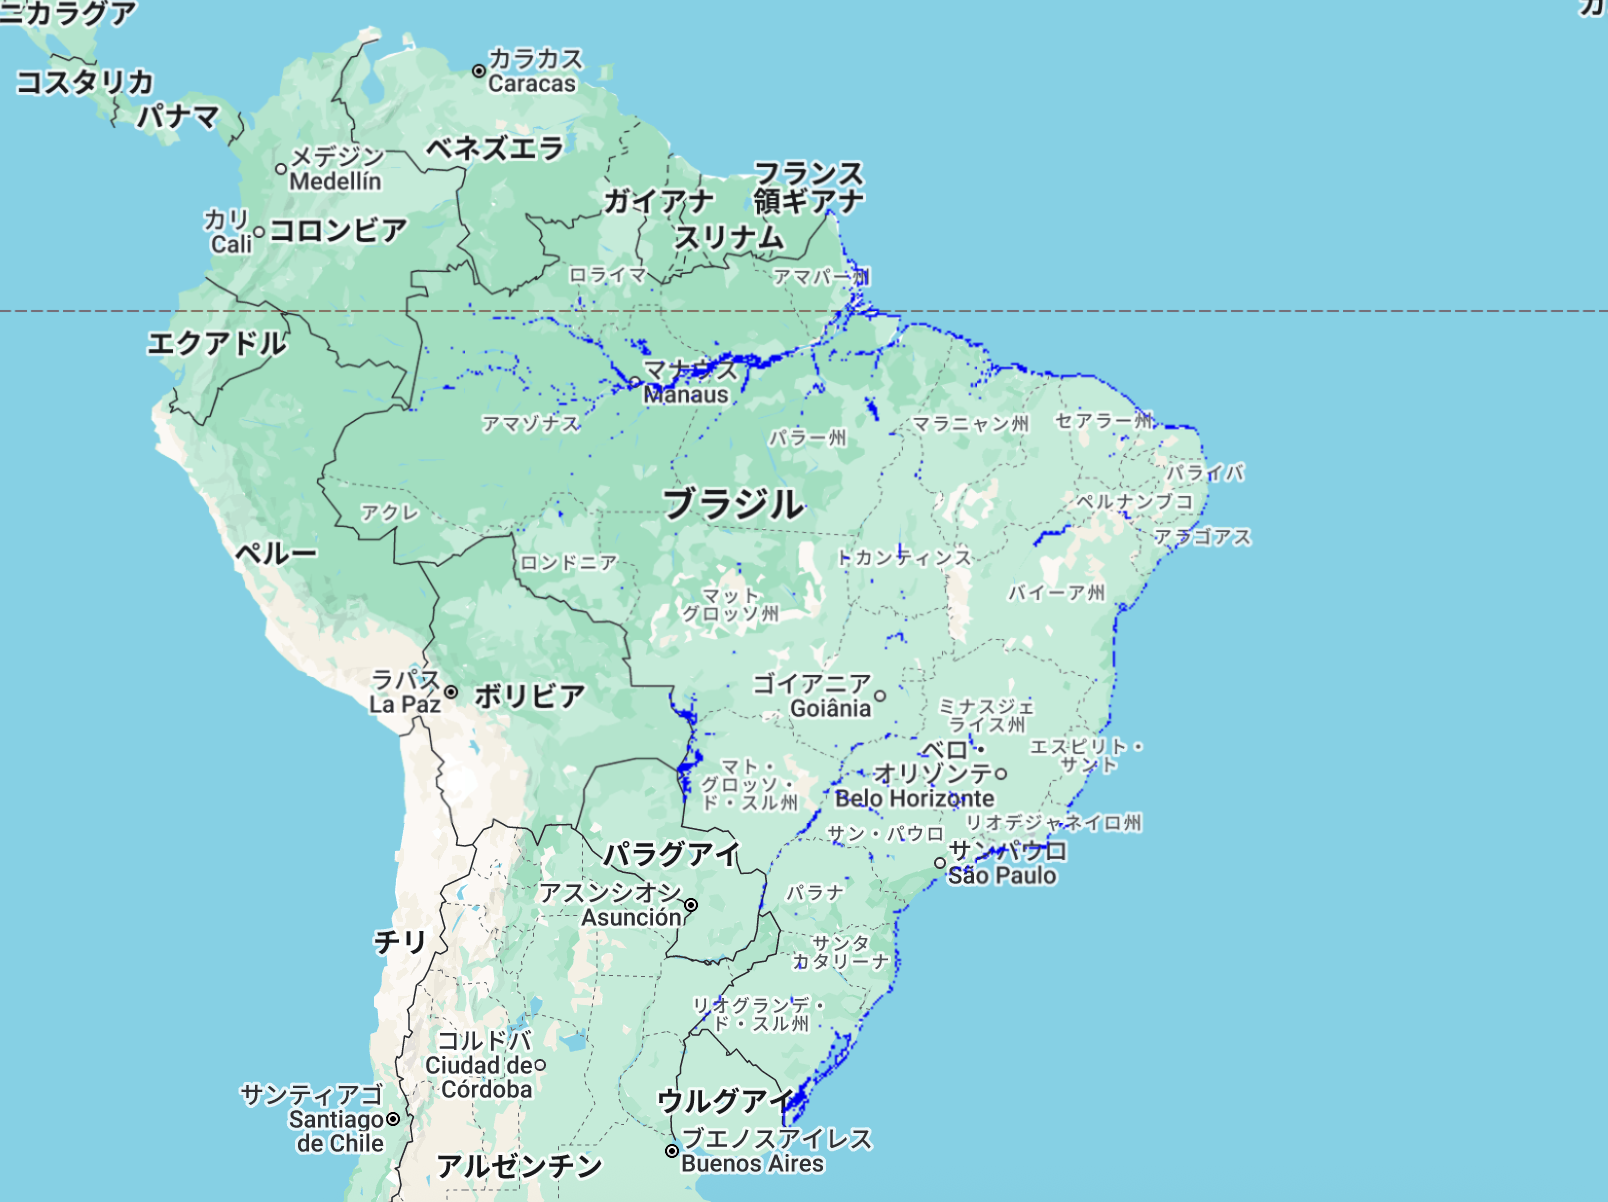 ニカラグア
カ
コスタリカ
パナマ
カラカス
Caracas
ベネズエラ
メデジン
Medellín
カリ
Cali
コロンビア
ガイアナ
フランス
領ギアナ
スリナム
ロライマ
アマパー州
エクアドル
マナウス
Manaus
アマゾナス
パラー州
マラニャン州
セアラー州
パライバ
ペルナンブコ
アラゴアス
ブラジル
アクレ
ペルー
ロンドニア
トカンティンス
マット
グロッソ州
バイーア州
ラパス
La Paz
ボリビア
ゴイアニア
Goiânia
ミナスジェ
ライス州
ベロ・
オリゾンテ
Belo Horizonte
エスピリト・
サント
マト・
グロッソ・
ド・スル州
サン・パウロ
リオデジャネイロ州
サンパウロ
São Paulo
パラグアイ
アスンシオン
Asunción
パラナ
チリ
サンタ
カタリーナ
リオグランデ・
ド・スル州
コルドバ
Ciudad de
Córdoba
サンティアゴ
Santiago
de Chile
ウルグアイ
ブエノスアイレス
Buenos Aires
アルゼンチン